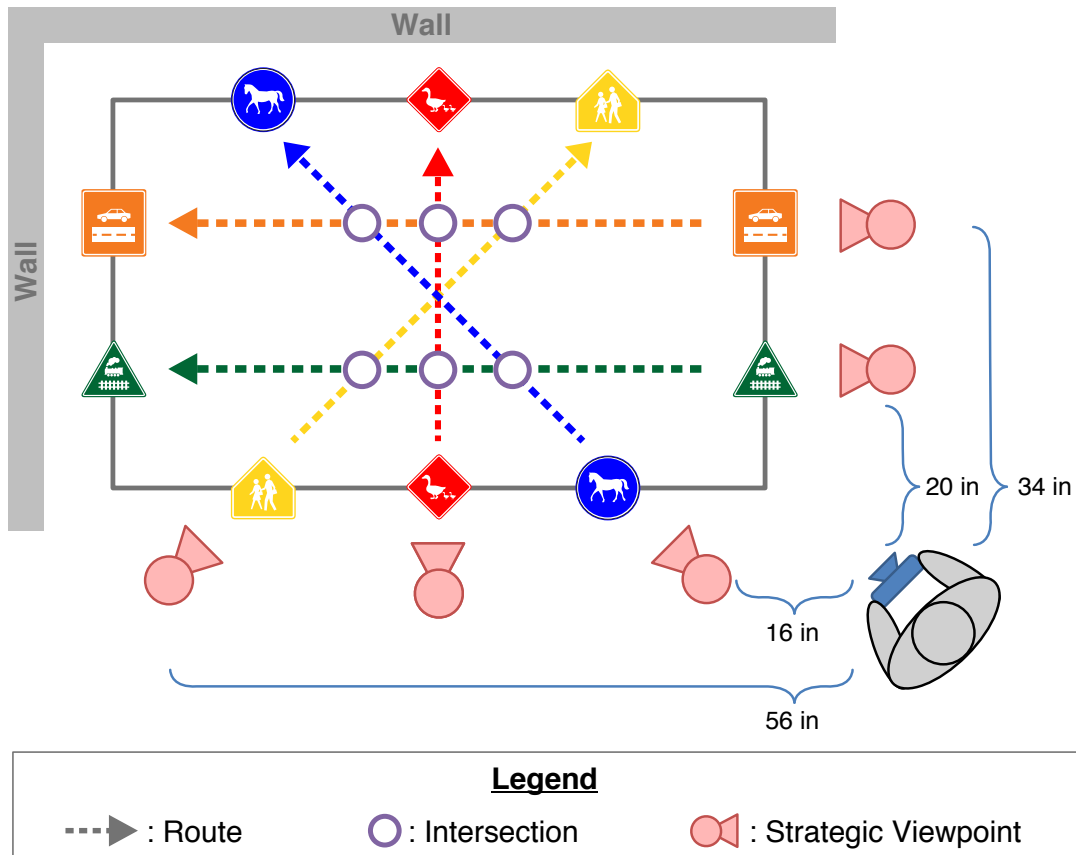 Wall
Wall
20 in
34 in
16 in
56 in
Legend
: Route
: Intersection
: Strategic Viewpoint